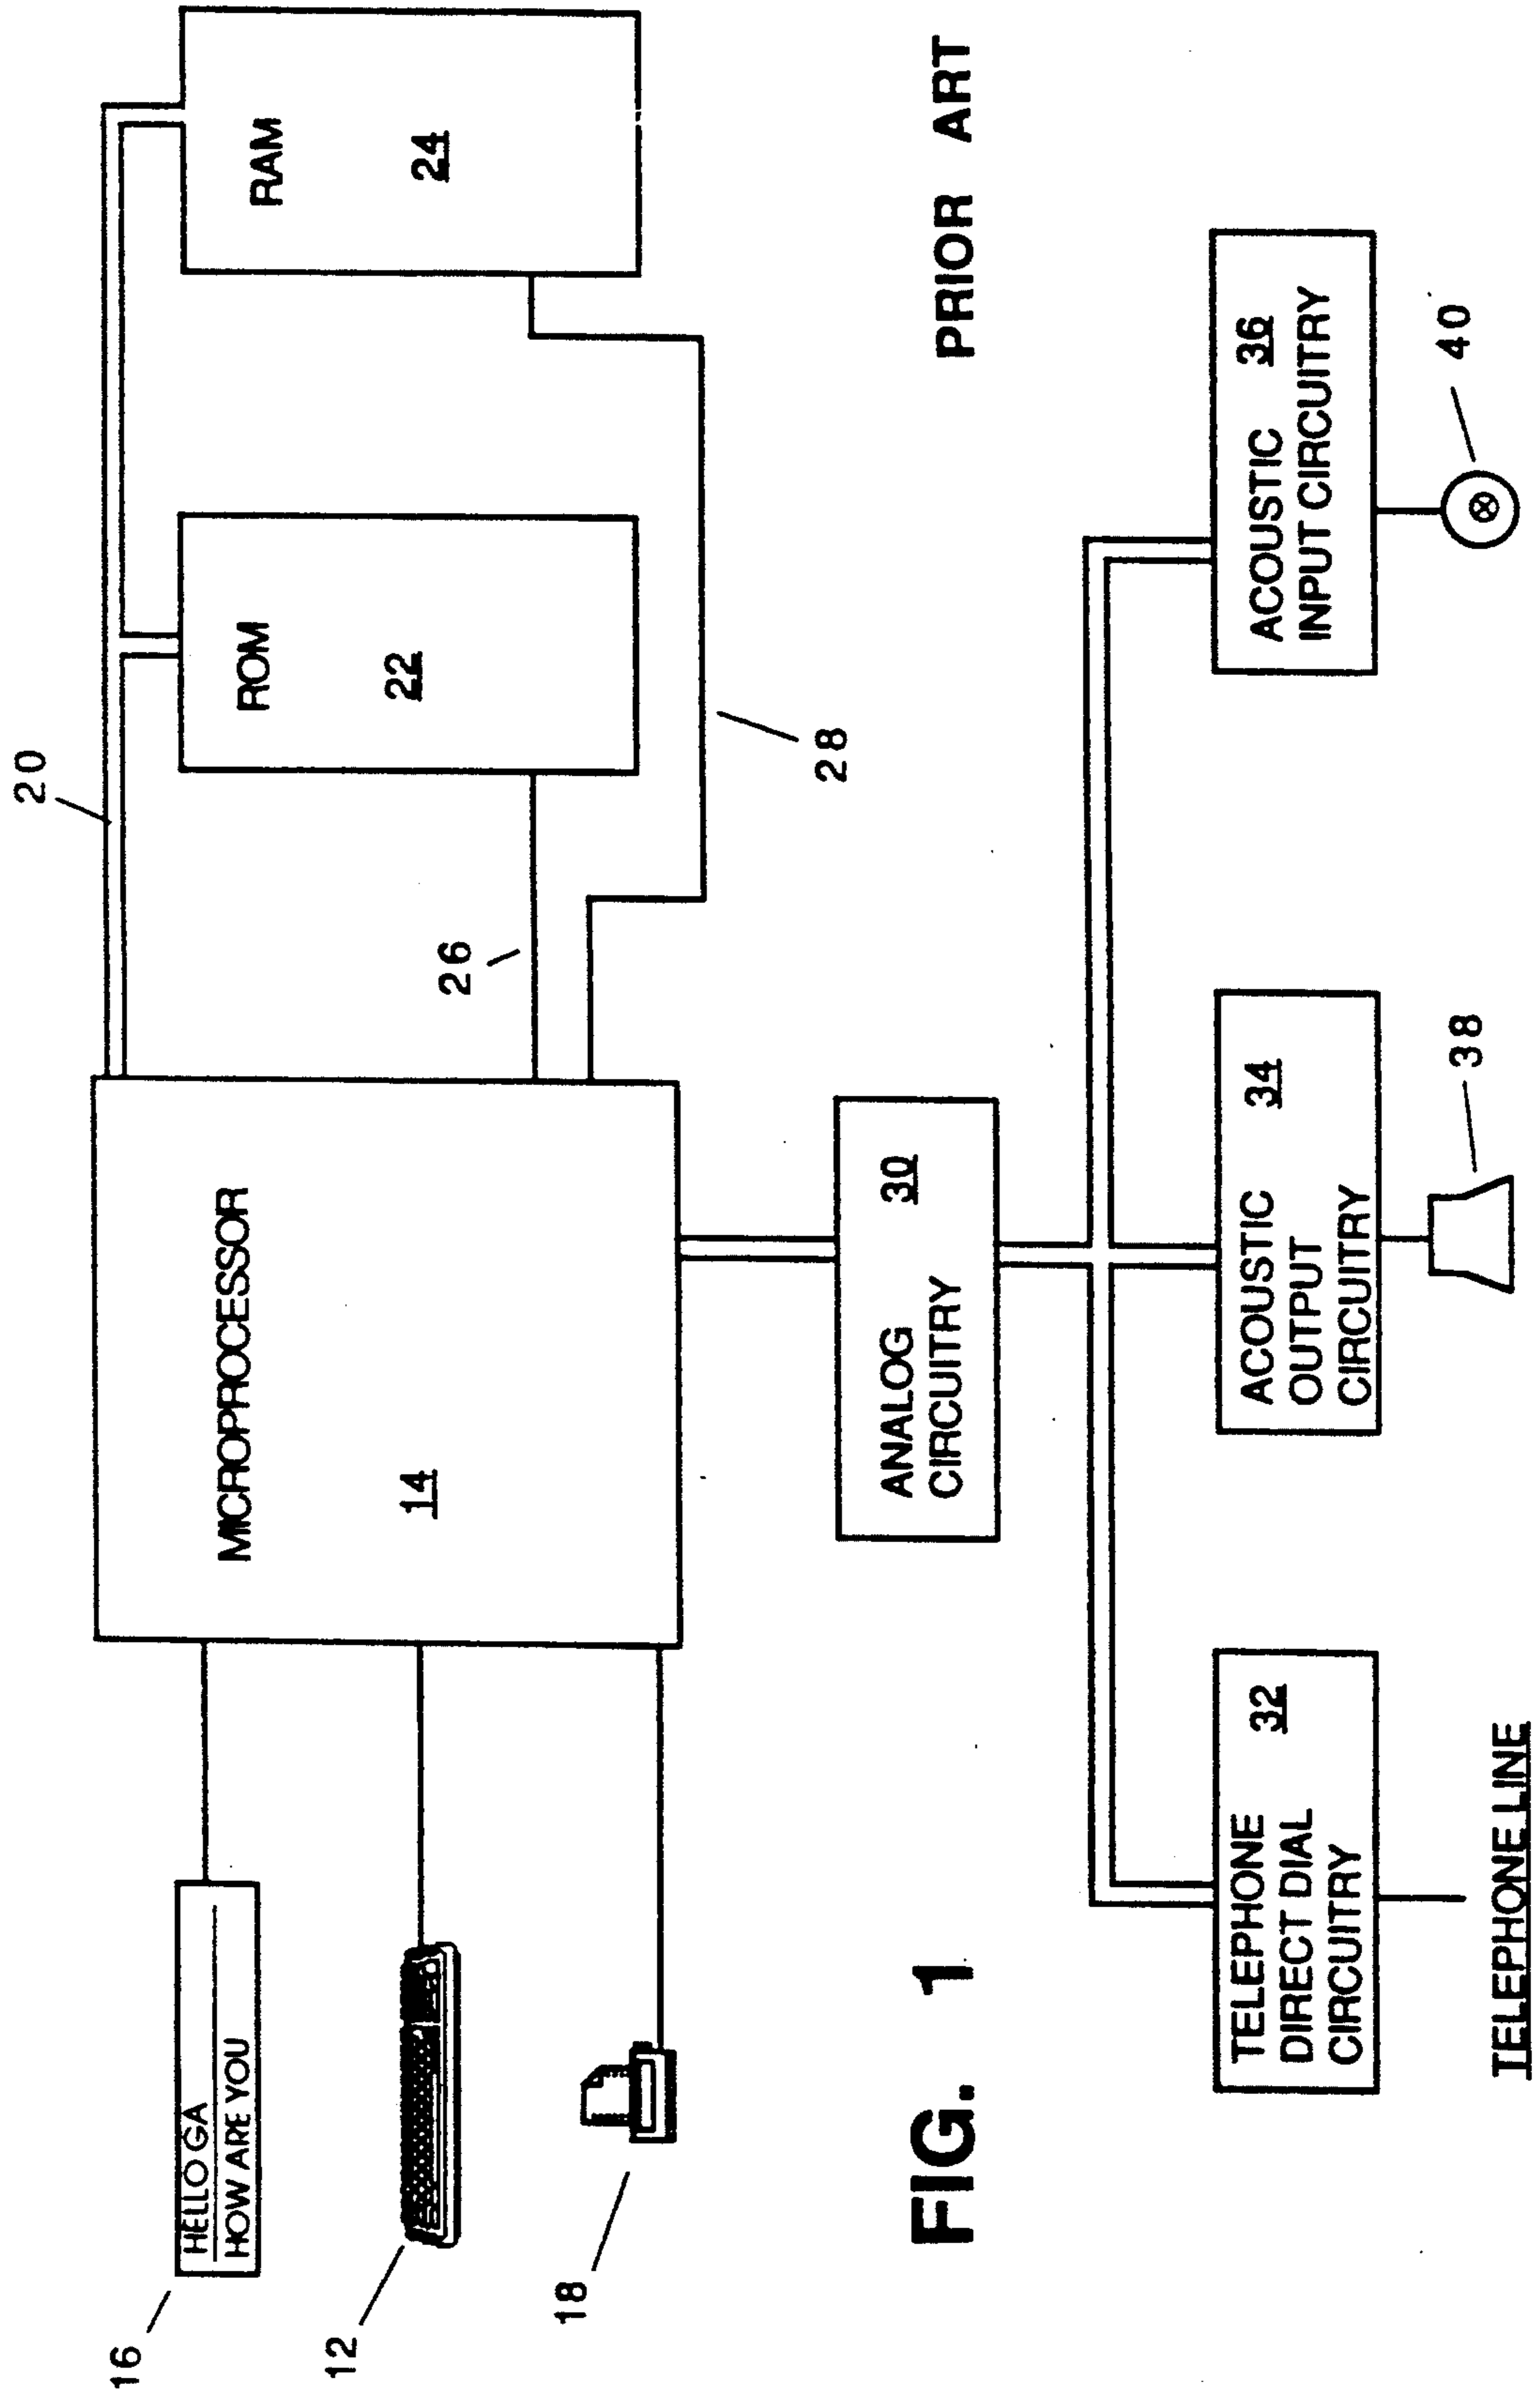 20
16
HELLO GA
HOW ARE YOU
MICROPROCESSOR
14
ROM
22
RAM
24
12
26
18
28
ANALOG 30
CIRCUITRY
PRIOR ART
FIG. 1
TELEPHONE 32
DIRECT DIAL
CIRCUITRY
ACOUSTIC 34
OUTPUT
CIRCUITRY
ACOUSTIC 36
INPUT CIRCUITRY
38
40
TELEPHONE LINE